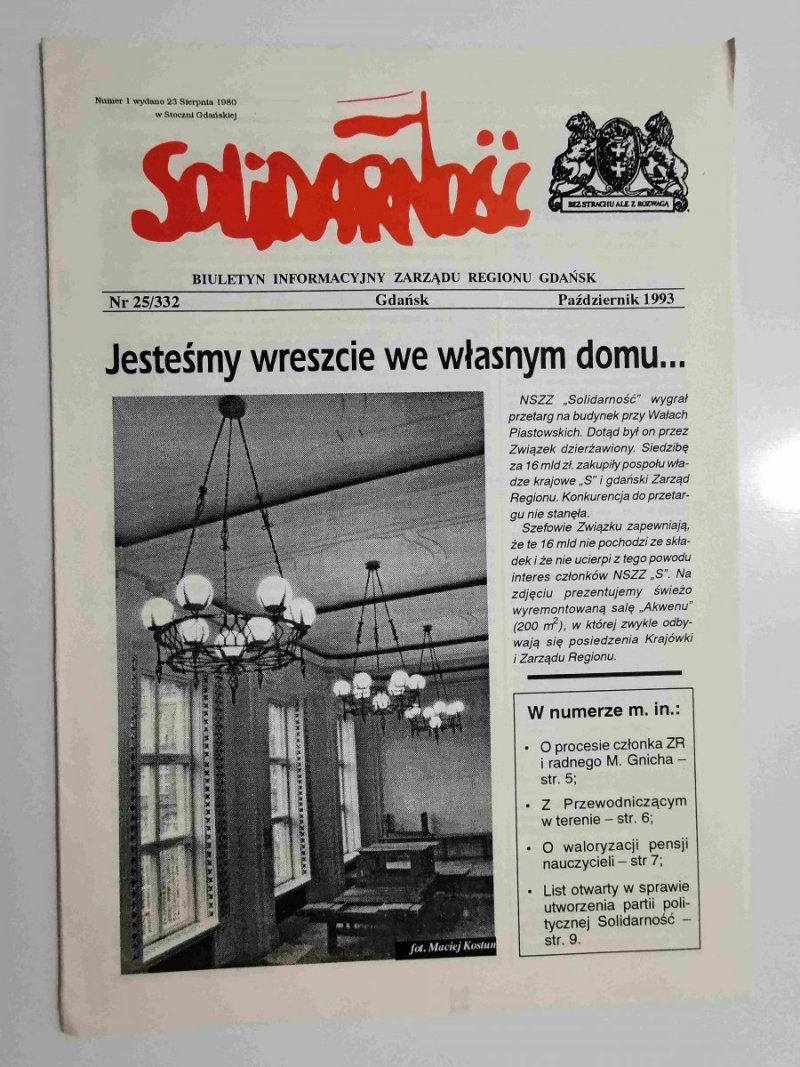 Numer 1 wydano 23 Sierpnia 1980
w Stoczni Gdańskiej
SOLIDARNOŚĆ
BEZ STRACHU ALE Z ROZWAGĄ
BIULETYN INFORMACYJNY ZARZĄDU REGIONU GDAŃSK
Nr 25/332 Gdańsk Październik 1993
Jesteśmy wreszcie we własnym domu...
NSZZ „Solidarność” wygrał
przetarg na budynek przy Wałach
Piastowskich. Dotąd był on przez
Związek dzierżawiony. Siedzibę
za 16 mld zł. zakupiły pospołu wła-
dze krajowe „S” i gdański Zarząd
Regionu. Konkurencja do przetar-
gu nie stanęła.
Szefowie Związku zapewniają,
że te 16 mld nie pochodzi ze skła-
dek i że nie ucierpi z tego powodu
interes członków NSZZ „S”. Na
zdjęciu prezentujemy świeżo
wyremontowaną salę „Akwenu”
(200 m²), w której zwykle odby-
wają się posiedzenia Krajówki
i Zarządu Regionu.
W numerze m. in.:
• O procesie członka ZR
i radnego M. Gnicha –
str. 5;
• Z Przewodniczącym
w terenie – str. 6;
• O waloryzacji pensji
nauczycieli – str 7;
• List otwarty w sprawie
utworzenia partii poli-
tycznej Solidarność –
str. 9.
fot. Maciej Kostun